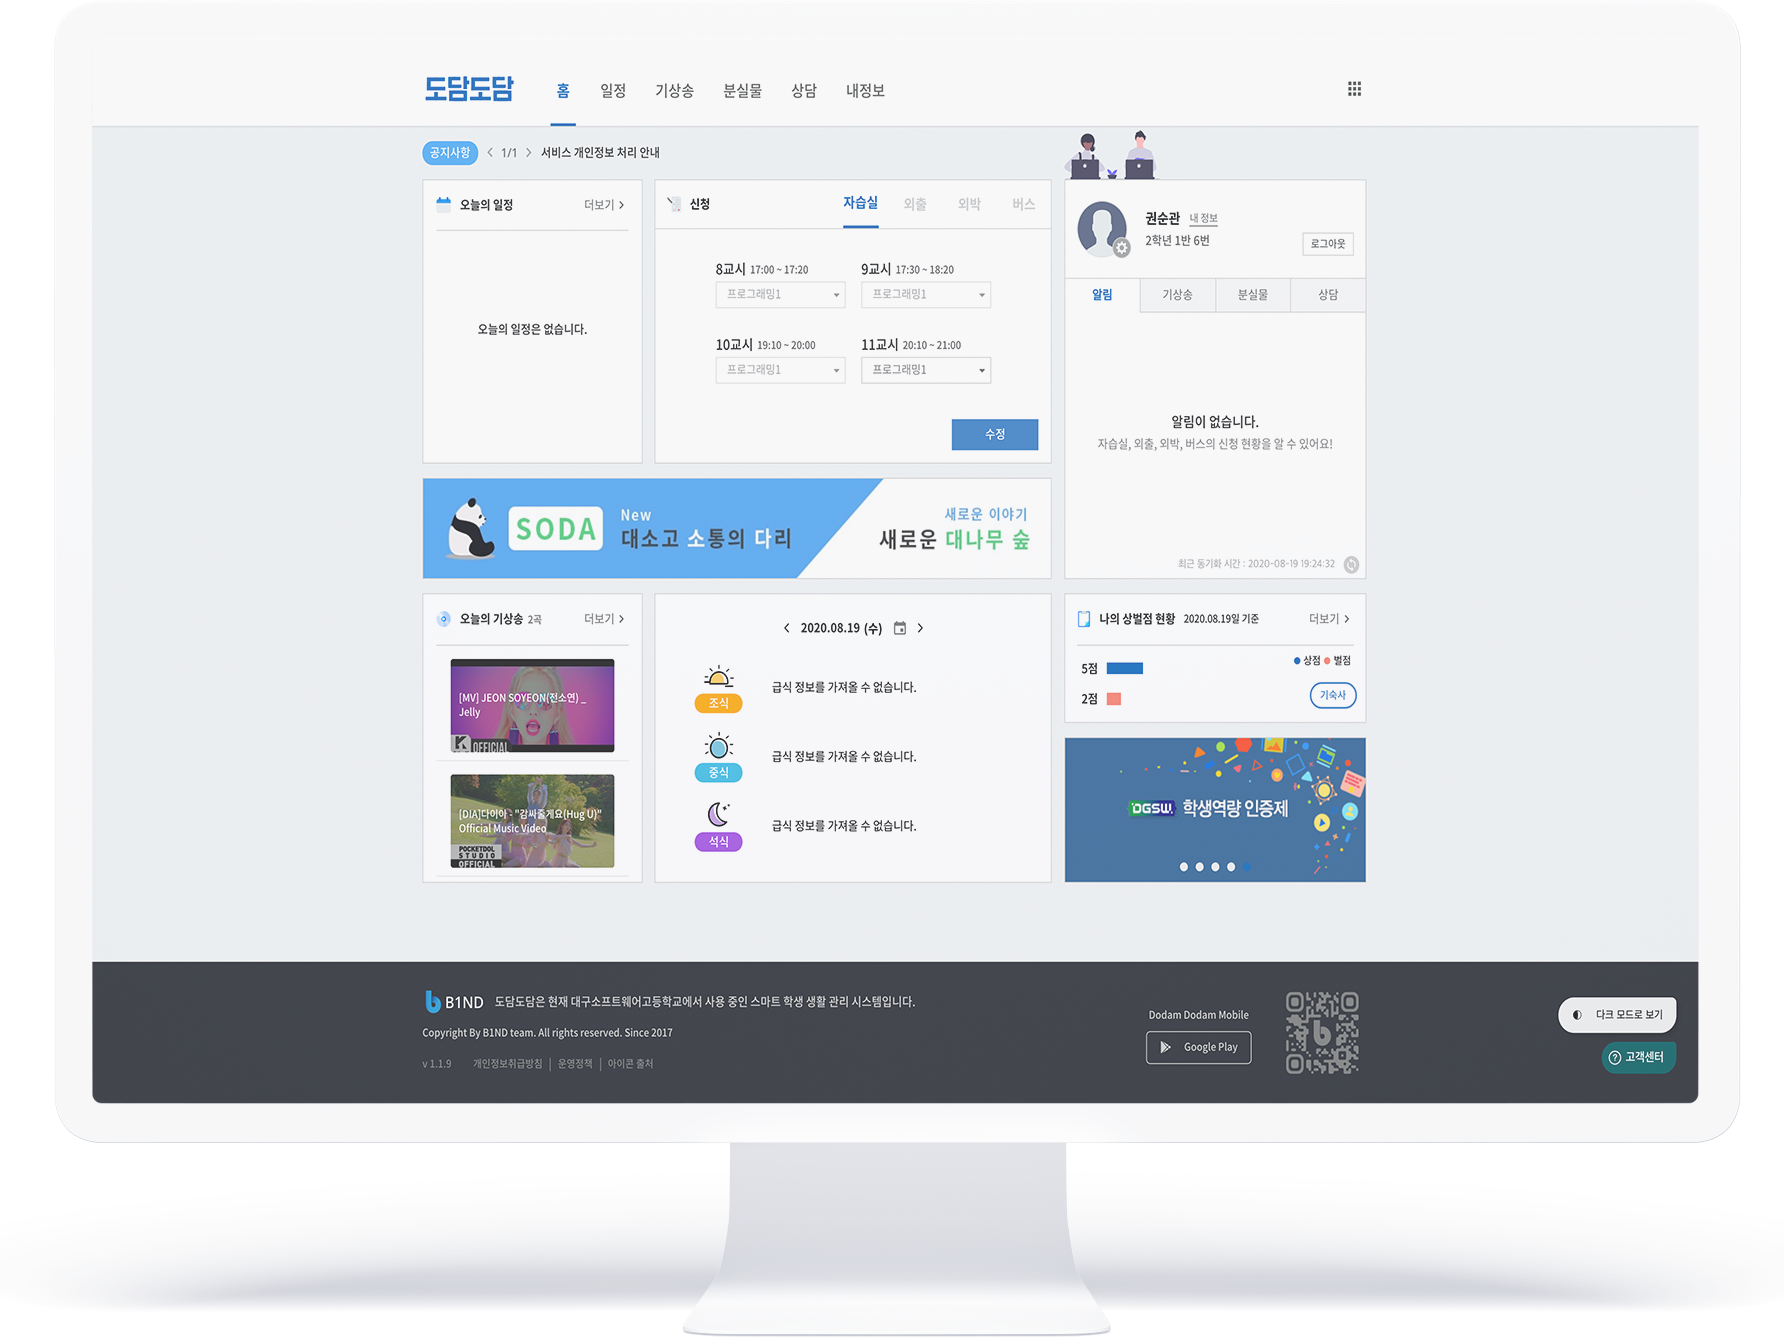 도담도담 홈 일정 기상송 분실물 상담 내정보
공지사항 1/1 서비스 개인정보 처리 안내
오늘의 일정 더보기
오늘의 일정은 없습니다.
신청 자습실 외출 외박 버스
8교시 17:00 ~ 17:20
프로그래밍1
9교시 17:30 ~ 18:20
프로그래밍1
10교시 19:10 ~ 20:00
프로그래밍1
11교시 20:10 ~ 21:00
프로그래밍1
수정
권순관 내 정보
2학년 1반 6번
로그아웃
알림 기상송 분실물 상담
알림이 없습니다.
자습실, 외출, 외박, 버스의 신청 현황을 알 수 있어요!
최근 동기화 시간 : 2020-08-19 19:24:32
SODA
New
대소고 소통의 다리
새로운 이야기
새로운 대나무 숲
오늘의 기상송 2곡 더보기
[MV] JEON SOYEON(전소연) _
Jelly
K OFFICIAL
[DIA]다이아 - "감싸줄게요(Hug U)"
Official Music Video
POCKETDOL
STUDIO
OFFICIAL
2020.08.19 (수)
조식 급식 정보를 가져올 수 없습니다.
중식 급식 정보를 가져올 수 없습니다.
석식 급식 정보를 가져올 수 없습니다.
나의 상벌점 현황 2020.08.19일 기준 더보기
상점 벌점
5점
2점
기숙사
DGSW. 학생역량 인증제
B1ND 도담도담은 현재 대구소프트웨어고등학교에서 사용 중인 스마트 학생 생활 관리 시스템입니다.
Copyright By B1ND team. All rights reserved. Since 2017
v 1.1.9 개인정보취급방침 | 운영정책 | 아이콘 출처
Dodam Dodam Mobile
Google Play
다크 모드로 보기
고객센터